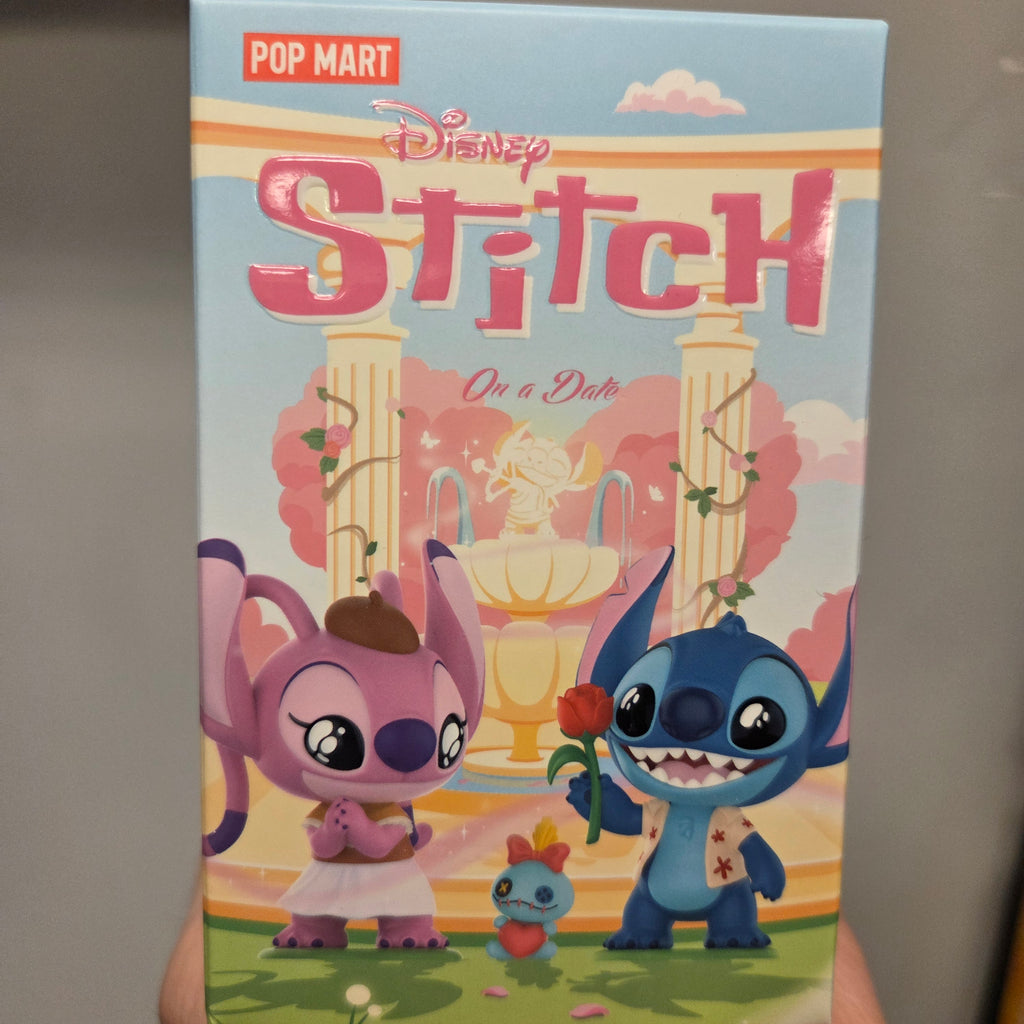 POP MART
Disney
Stitch
On a Date